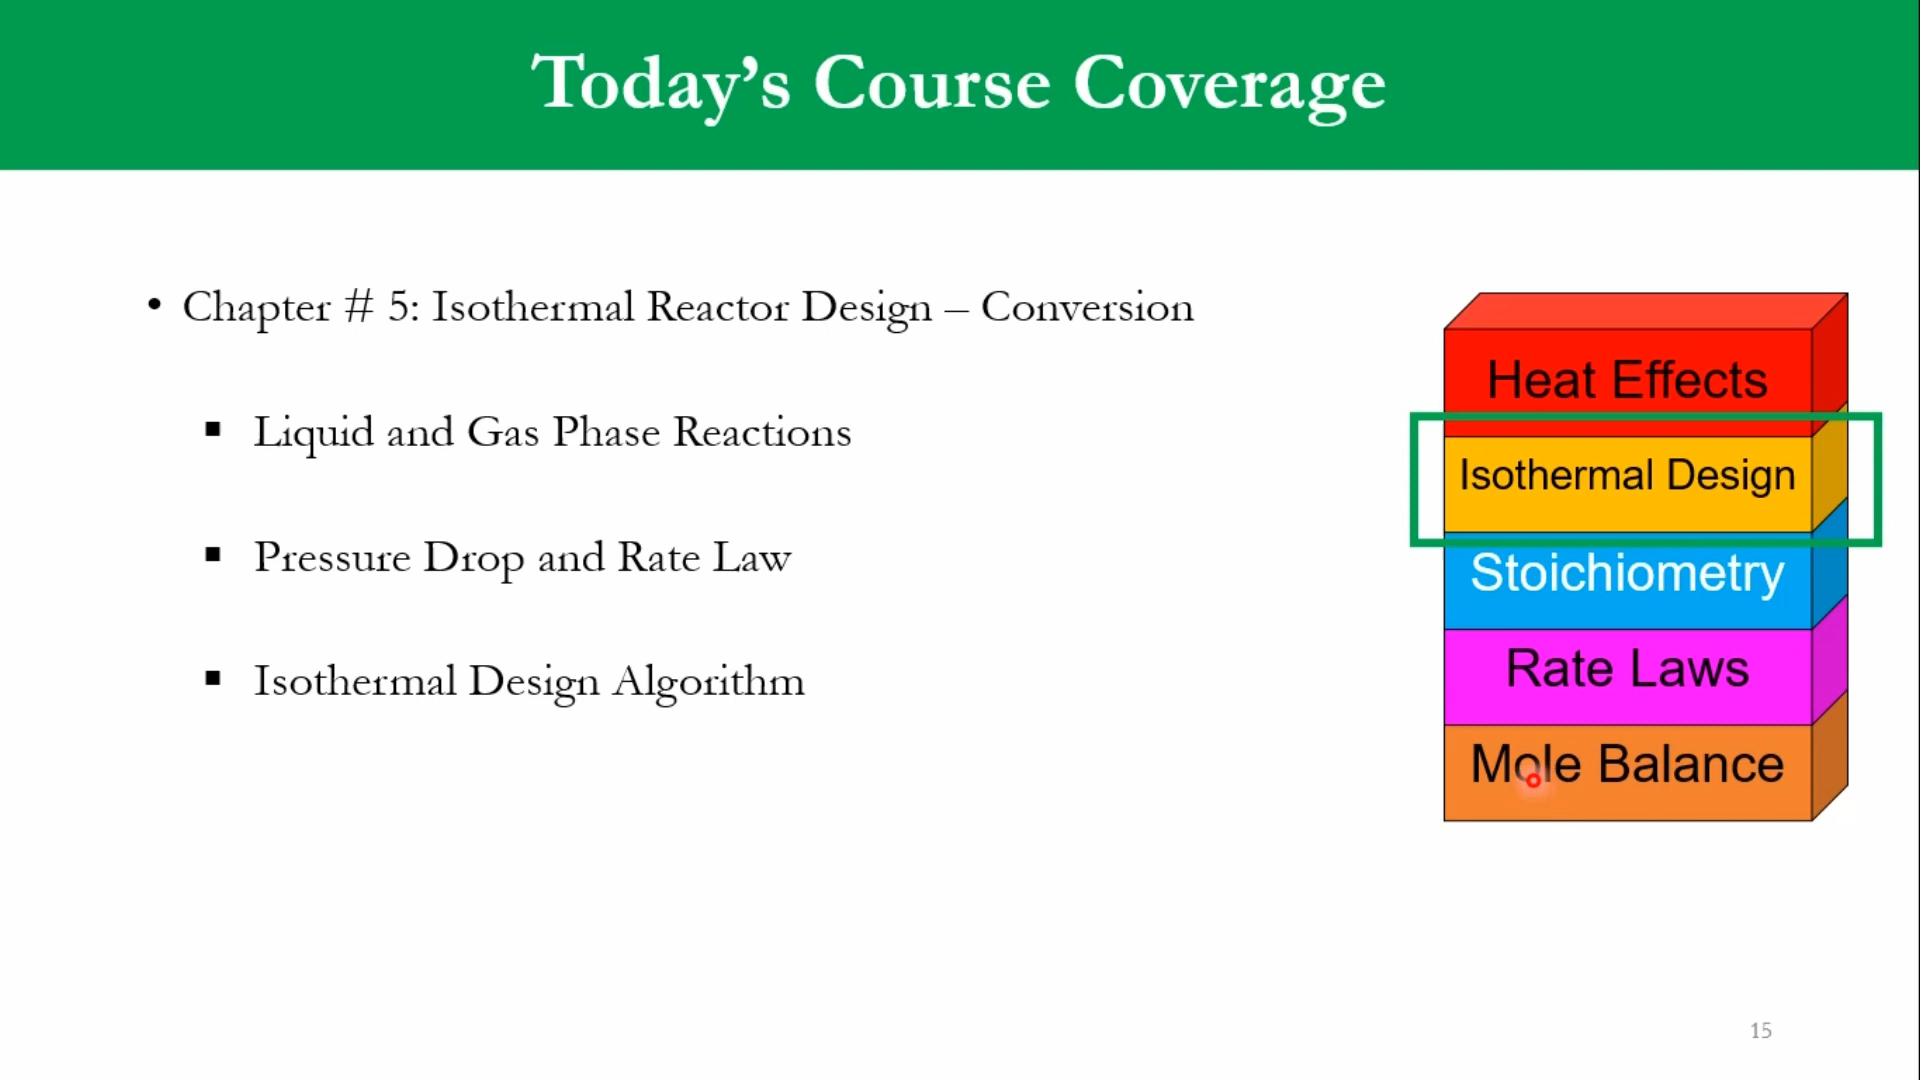 Today’s Course Coverage
• Chapter # 5: Isothermal Reactor Design – Conversion
▪ Liquid and Gas Phase Reactions
▪ Pressure Drop and Rate Law
▪ Isothermal Design Algorithm
Heat Effects
Isothermal Design
Stoichiometry
Rate Laws
Mole Balance
15